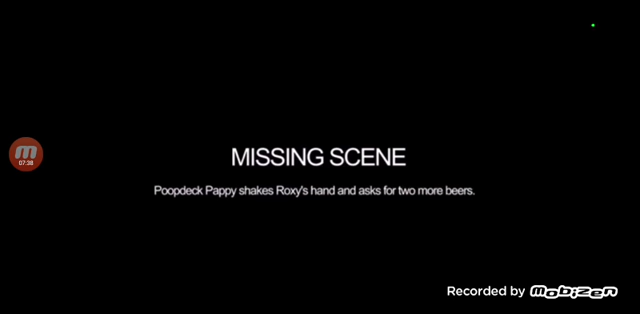 MISSING SCENE
Poopdeck Pappy shakes Roxy's hand and asks for two more beers.
07:38
Recorded by Mobizen